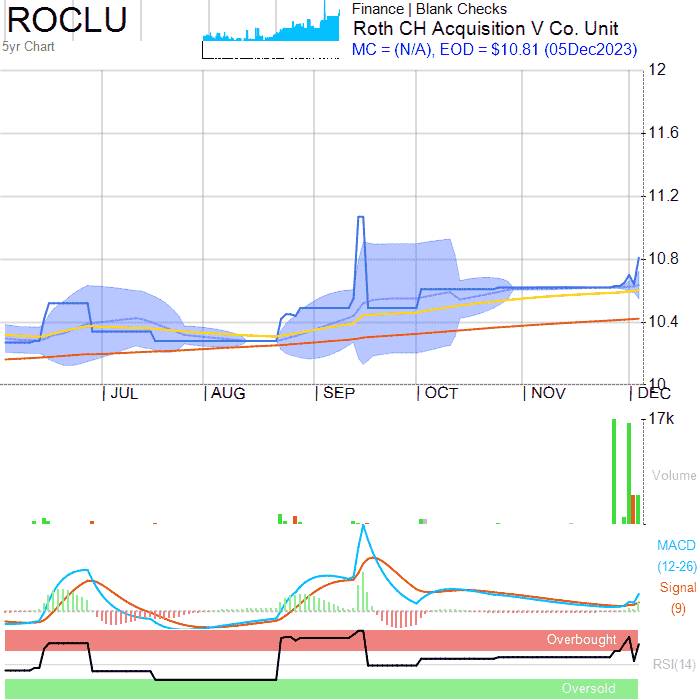 ROCLU
5yr Chart
Finance | Blank Checks
Roth CH Acquisition V Co. Unit
MC = (N/A), EOD = $10.81 (05Dec2023)
12
11.6
11.2
10.8
10.4
10
JUL AUG SEP OCT NOV DEC
17k
Volume
MACD
(12-26)
Signal
(9)
Overbought
RSI(14)
Oversold